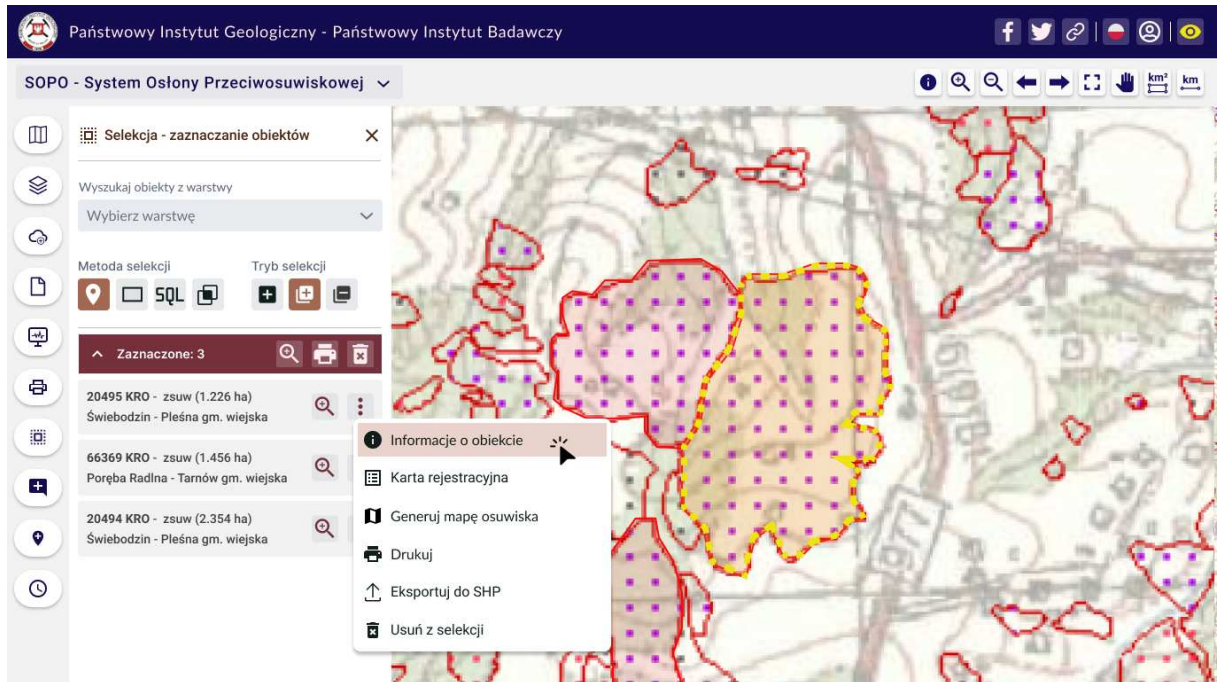 Państwowy Instytut Geologiczny - Państwowy Instytut Badawczy
SOPO - System Osłony Przeciwosuwiskowej
km²
km
Selekcja - zaznaczanie obiektów
Wyszukaj obiekty z warstwy
Wybierz warstwę
Metoda selekcji
Tryb selekcji
SQL
Zaznaczone: 3
20495 KRO - zsuw (1.226 ha)
Świebodzin - Pleśna gm. wiejska
66369 KRO - zsuw (1.456 ha)
Poręba Radlna - Tarnów gm. wiejska
20494 KRO - zsuw (2.354 ha)
Świebodzin - Pleśna gm. wiejska
Informacje o obiekcie
Karta rejestracyjna
Generuj mapę osuwiska
Drukuj
Eksportuj do SHP
Usuń z selekcji
977